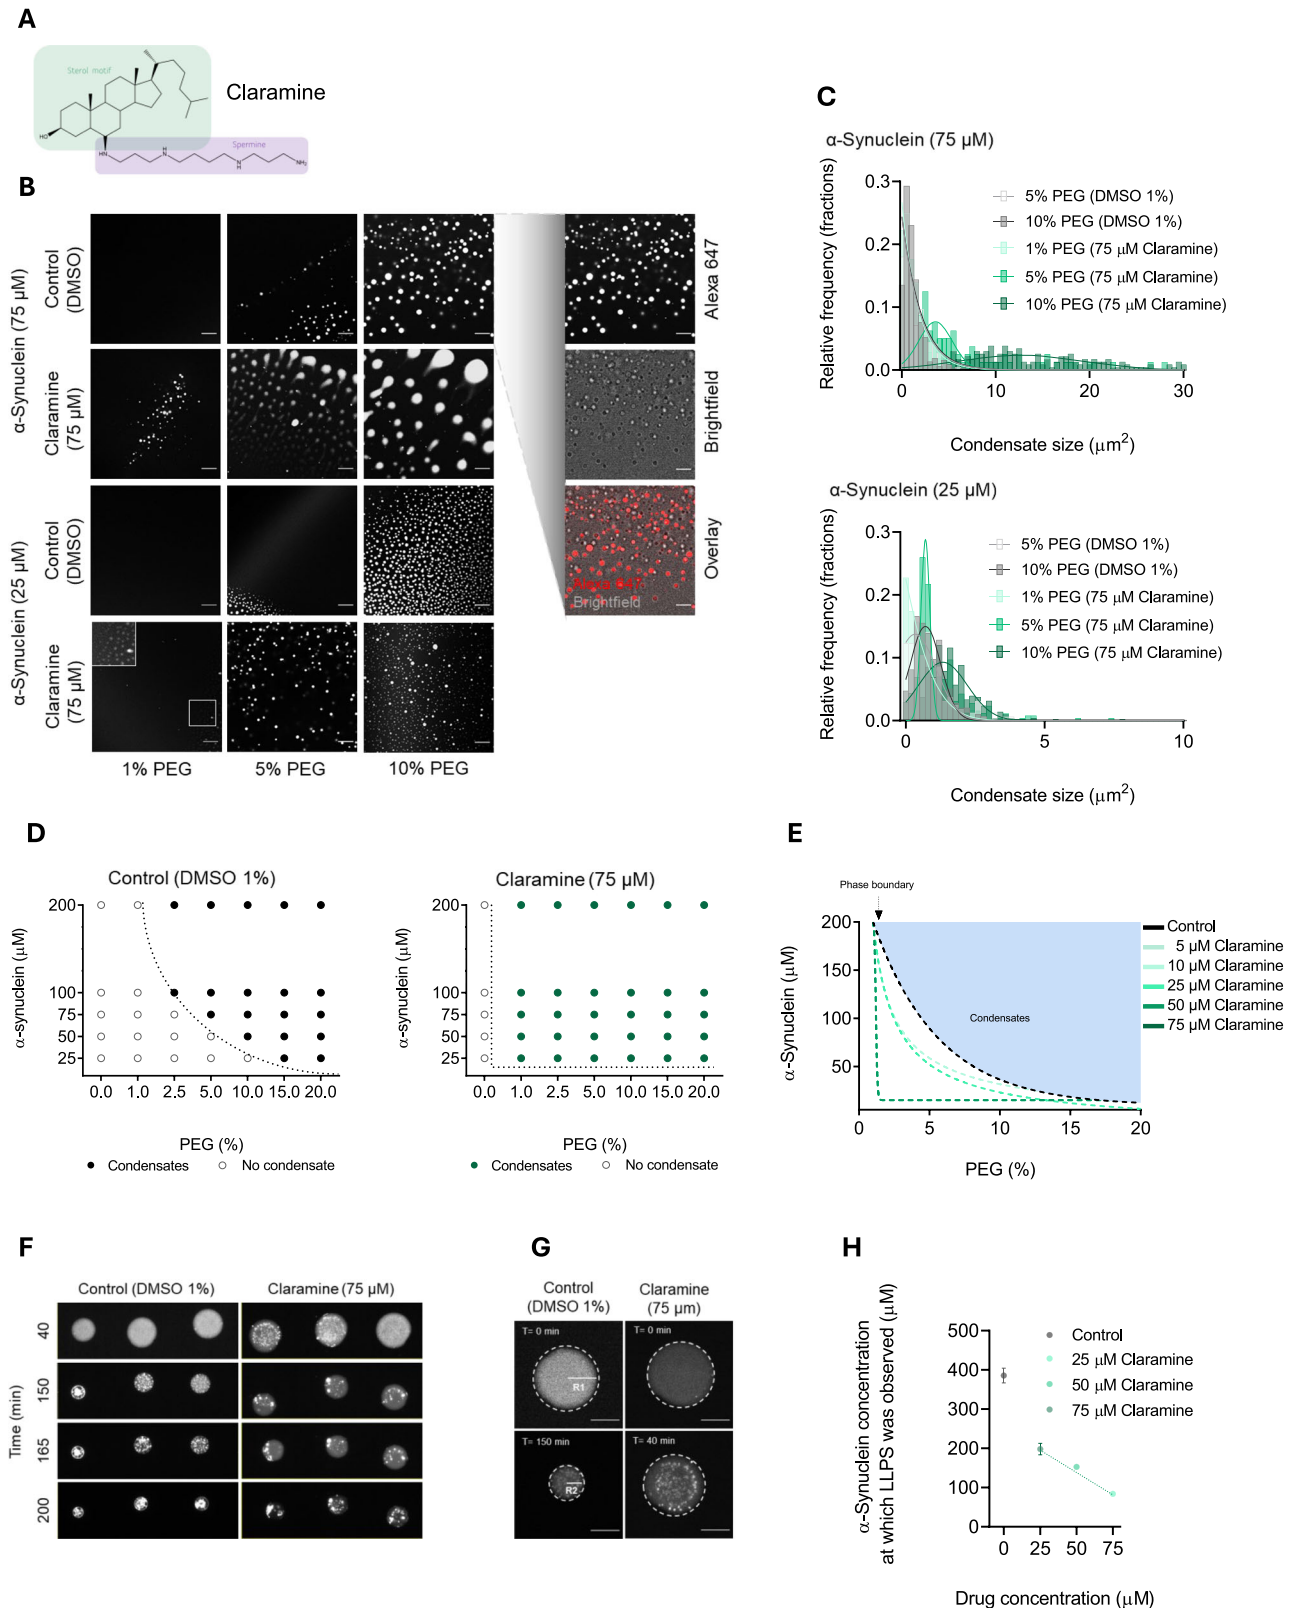 A
Sterol motif
Claramine
HO
HN
H
N
Spermine
N
H
NH2
B
α-Synuclein (75 µM)
Control
(DMSO)
Claramine
(75 µM)
α-Synuclein (25 µM)
Control
(DMSO)
Claramine
(75 µM)
1% PEG
5% PEG
10% PEG
Alexa 647
Brightfield
Overlay
Alexa 647
Brightfield
C
α-Synuclein (75 µM)
Relative frequency (fractions)
0.3
0.2
0.1
0.0
0
10
20
30
5% PEG (DMSO 1%)
10% PEG (DMSO 1%)
1% PEG (75 µM Claramine)
5% PEG (75 µM Claramine)
10% PEG (75 µM Claramine)
Condensate size (µm²)
α-Synuclein (25 µM)
Relative frequency (fractions)
0.3
0.2
0.1
0.0
0
5
10
5% PEG (DMSO 1%)
10% PEG (DMSO 1%)
1% PEG (75 µM Claramine)
5% PEG (75 µM Claramine)
10% PEG (75 µM Claramine)
Condensate size (µm²)
D
Control (DMSO 1%)
α-synuclein (µM)
200
100
75
50
25
0.0 1.0 2.5 5.0 10.0 15.0 20.0
PEG (%)
Condensates No condensate
Claramine (75 µM)
α-synuclein (µM)
200
100
75
50
25
0.0 1.0 2.5 5.0 10.0 15.0 20.0
PEG (%)
Condensates No condensate
E
Phase boundary
α-Synuclein (µM)
200
150
100
50
0 5 10 15 20
Condensates
PEG (%)
Control
5 µM Claramine
10 µM Claramine
25 µM Claramine
50 µM Claramine
75 µM Claramine
F
Control (DMSO 1%)
Claramine (75 µM)
Time (min)
40
150
165
200
G
Control
(DMSO 1%)
Claramine
(75 µm)
T= 0 min
R1
T= 0 min
T= 150 min
R2
T= 40 min
H
α-Synuclein concentration
at which LLPS was observed (µM)
500
400
300
200
100
0
0 25 50 75
Control
25 µM Claramine
50 µM Claramine
75 µM Claramine
Drug concentration (µM)